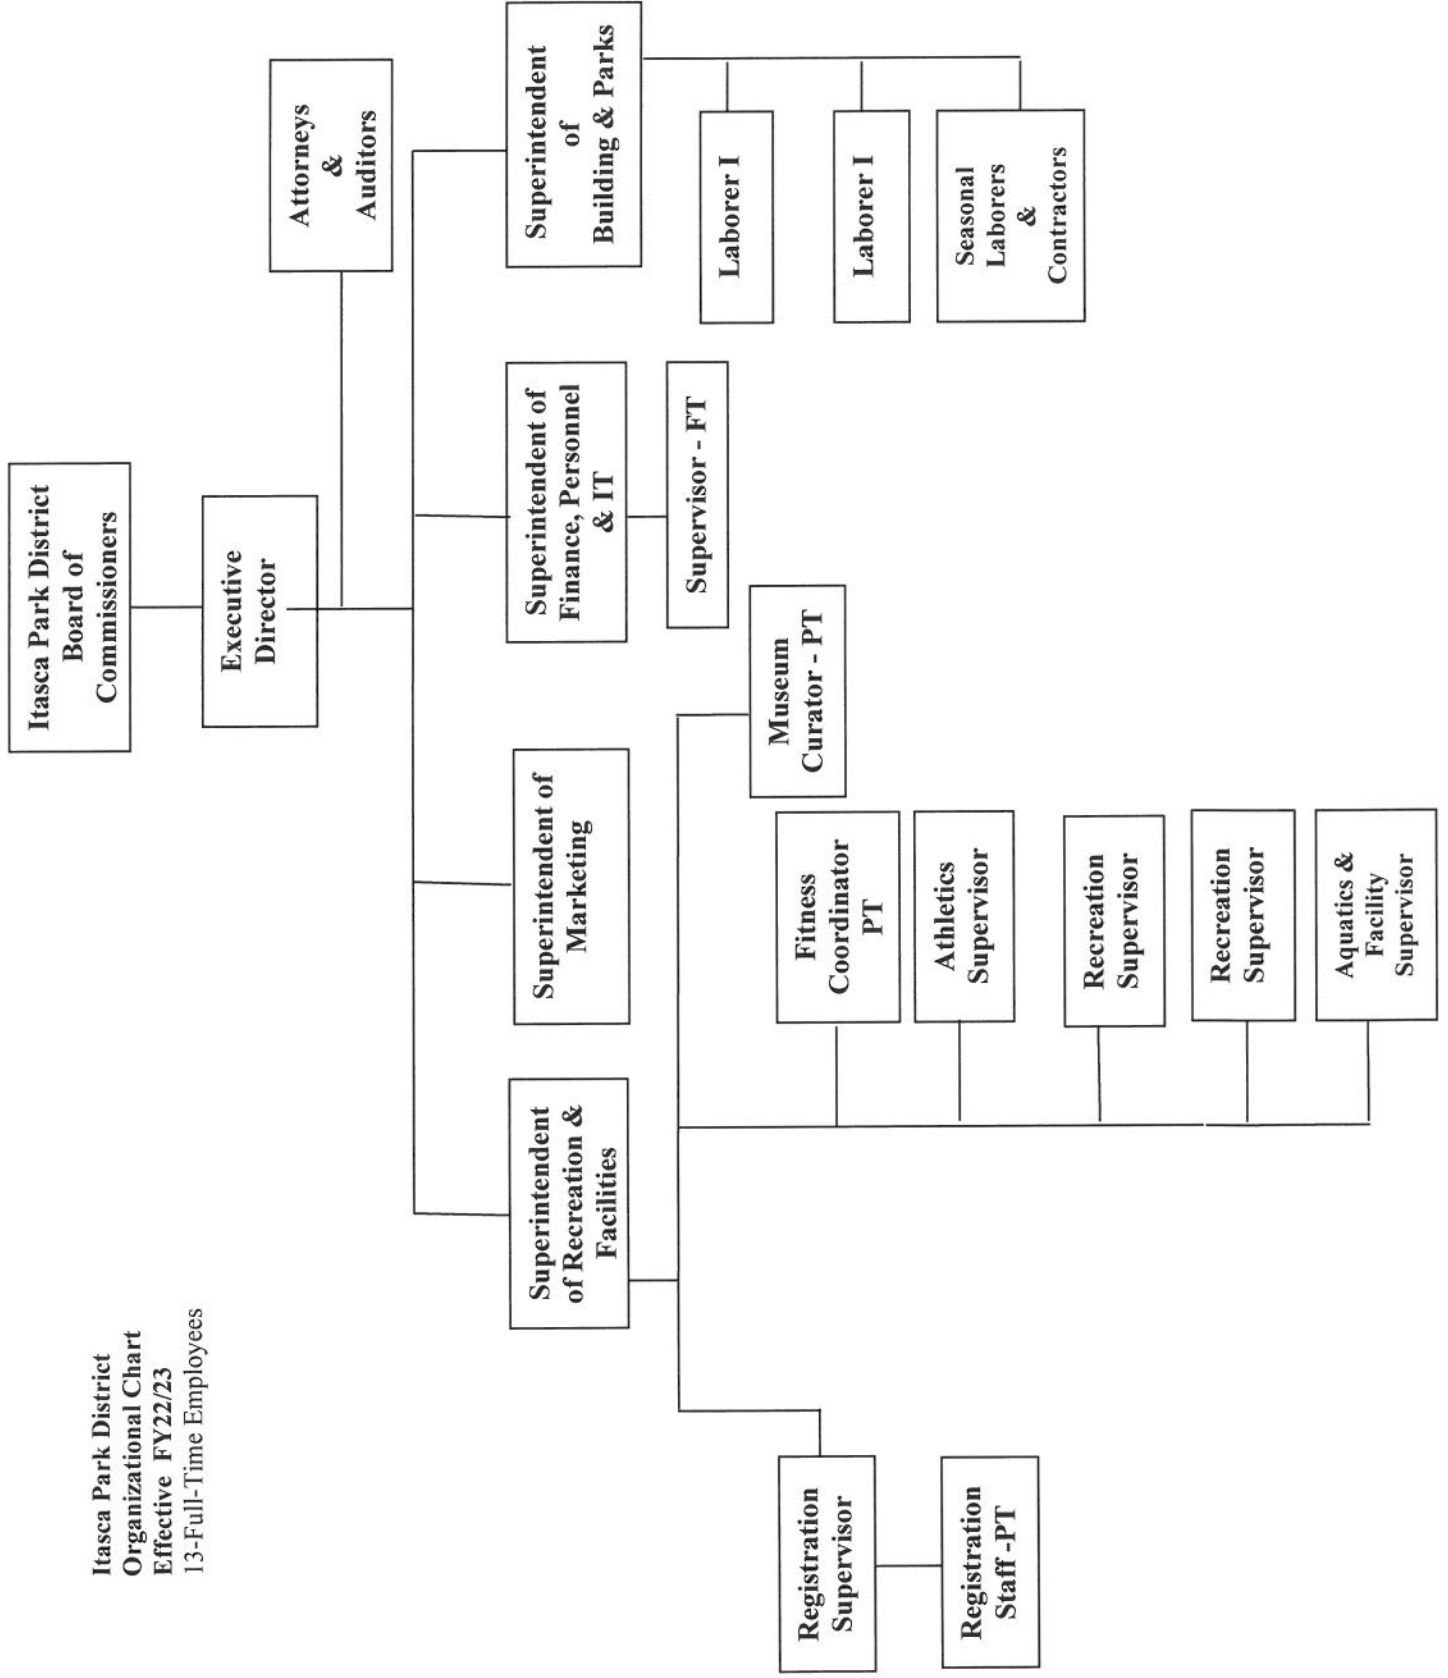 Itasca Park District
Organizational Chart
Effective FY22/23
13-Full-Time Employees
Itasca Park District
Board of
Commissioners
Executive
Director
Attorneys
&
Auditors
Superintendent
of Recreation &
Facilities
Superintendent of
Marketing
Superintendent of
Finance, Personnel
& IT
Superintendent
of
Building & Parks
Supervisor - FT
Laborer I
Laborer I
Seasonal
Laborers
&
Contractors
Museum
Curator - PT
Fitness
Coordinator
PT
Athletics
Supervisor
Recreation
Supervisor
Recreation
Supervisor
Aquatics &
Facility
Supervisor
Registration
Supervisor
Registration
Staff -PT